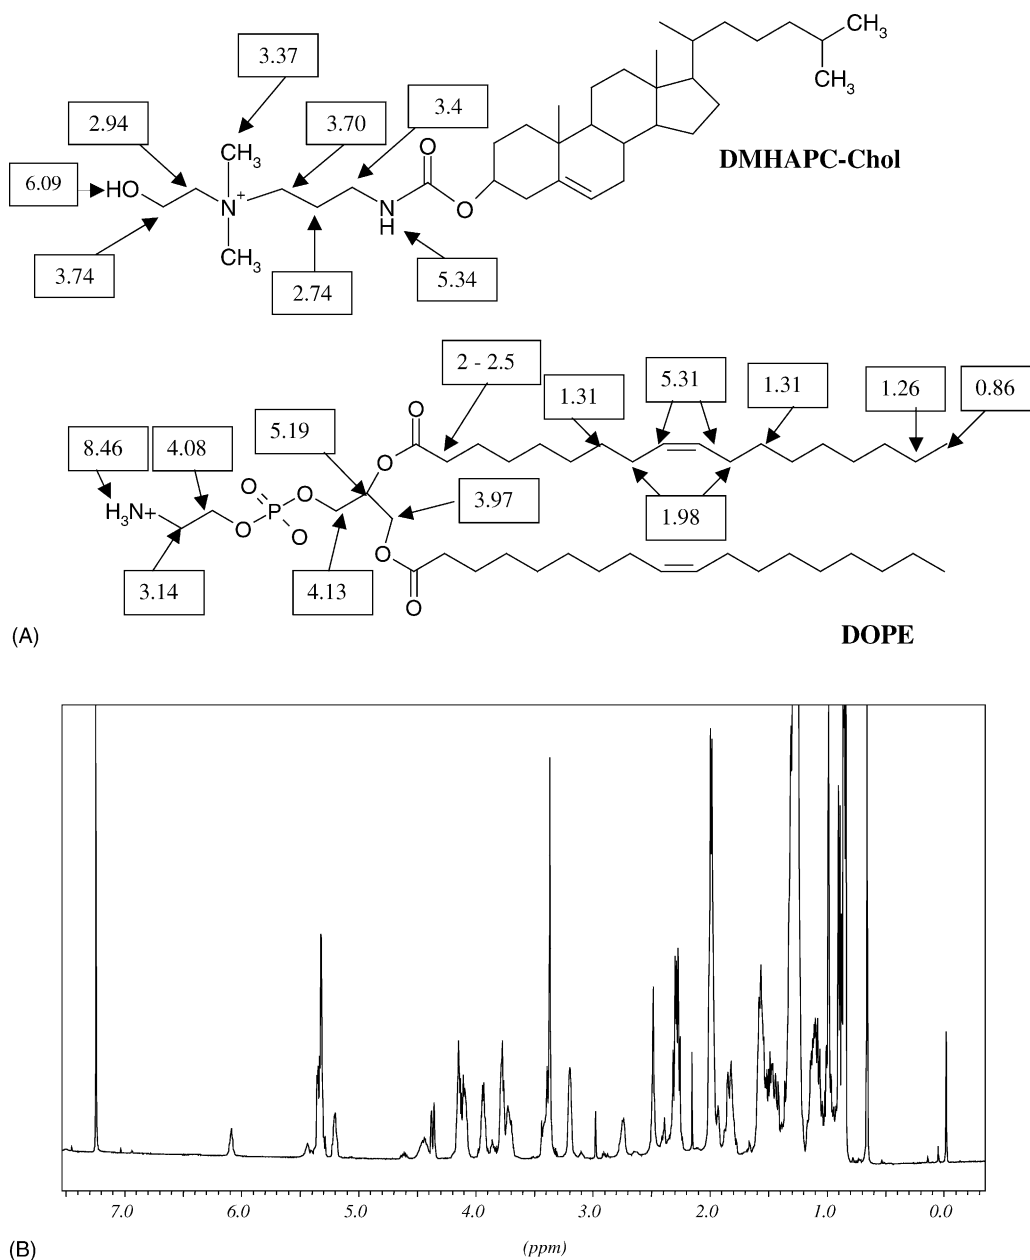 CH₃
3.37
CH₃
2.94
3.70
3.4
CH₃
O
DMHAPC-Chol
6.09
HO
N⁺
N
H
O
CH₃
3.74
2.74
5.34
2 - 2.5
1.31
5.31
1.31
1.26
0.86
O
8.46
4.08
5.19
O
O
O
3.97
H₃N+
P
1.98
O
O
O
3.14
4.13
O
(A)
DOPE
7.0 6.0 5.0 4.0 3.0 2.0 1.0 0.0
(B)
(ppm)